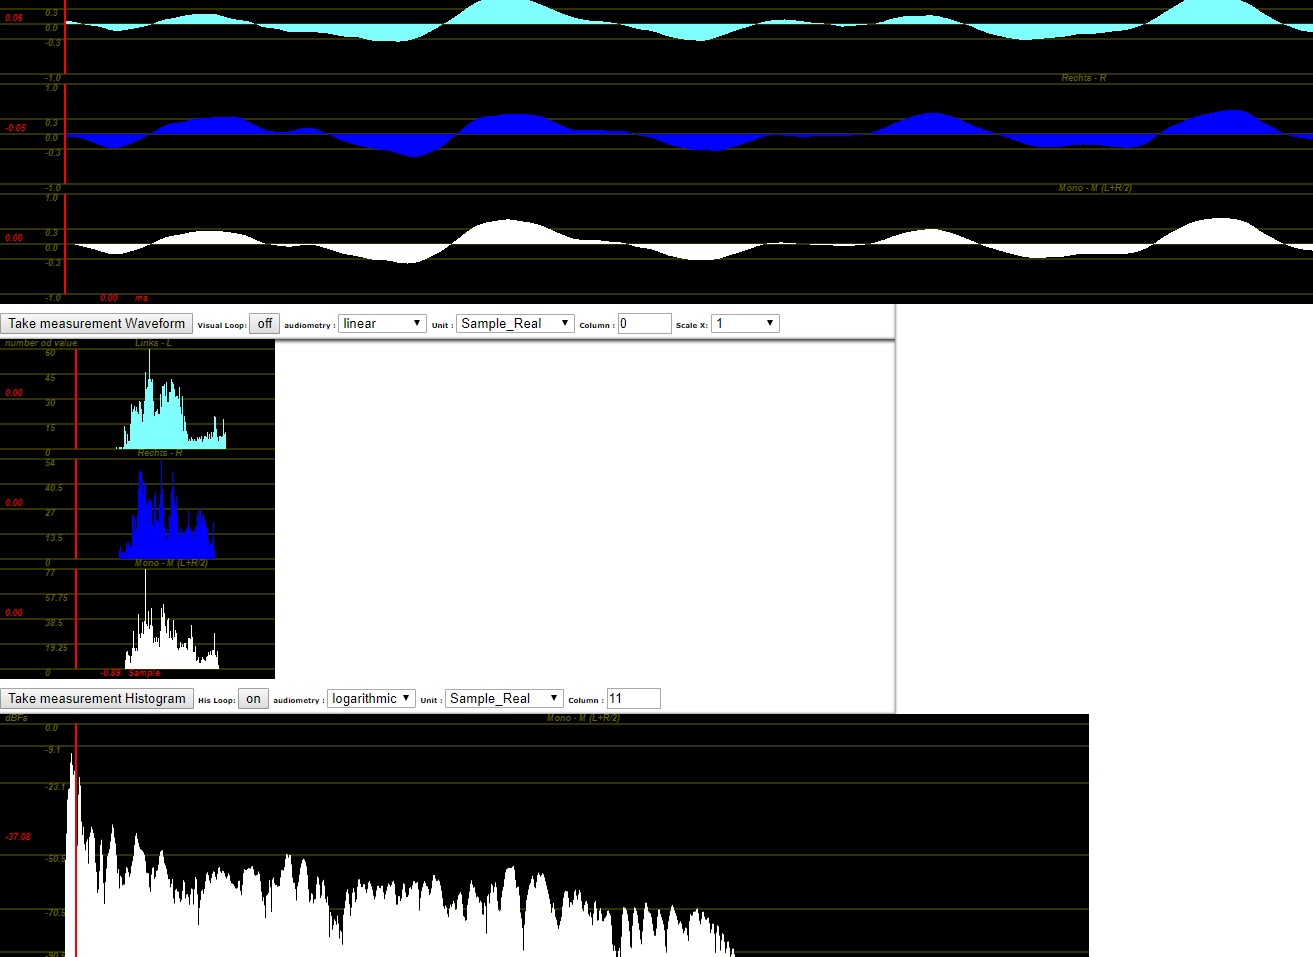 0.06 0.3
0.0
-0.3
-1.0 Rechts - R
1.0
0.3
-0.05 0.0
-0.3
-1.0 Mono - M (L+R/2)
1.0
0.3
0.00 0.0
-0.3
-1.0 0.00 ms
Take measurement Waveform Visual Loop: off audiometry : linear Unit : Sample_Real Column : 0 Scale X: 1
number od value Links - L
60
45
0.00 30
15
0 Rechts - R
54
40.5
0.00 27
13.5
0 Mono - M (L+R/2)
77
57.75
0.00 38.5
19.25
0 -0.89 Sample
Take measurement Histogram His Loop: on audiometry : logarithmic Unit : Sample_Real Column : 11
dBFs Mono - M (L+R/2)
0.0
-9.1
-23.1
-37.08
-50.5
-70.5